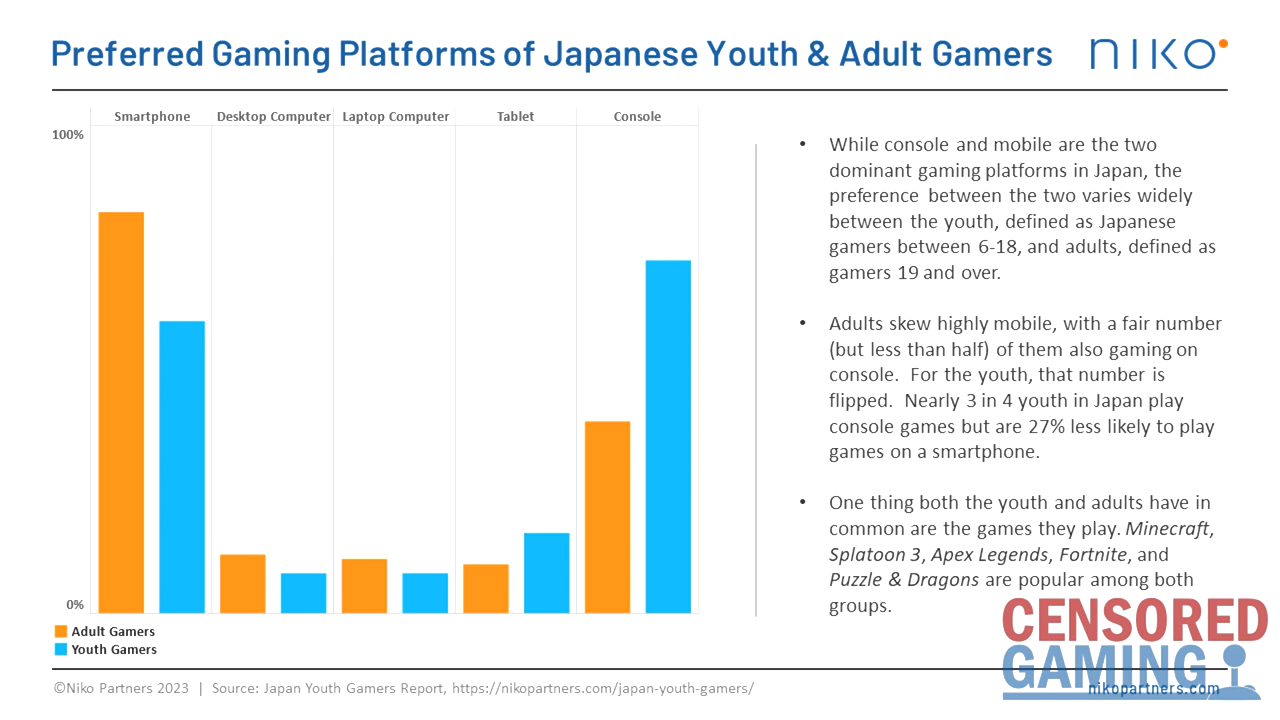 Preferred Gaming Platforms of Japanese Youth & Adult Gamers
NIKO
Smartphone
Desktop Computer
Laptop Computer
Tablet
Console
100%
0%
Adult Gamers
Youth Gamers
• While console and mobile are the two
dominant gaming platforms in Japan, the
preference between the two varies widely
between the youth, defined as Japanese
gamers between 6-18, and adults, defined as
gamers 19 and over.
• Adults skew highly mobile, with a fair number
(but less than half) of them also gaming on
console. For the youth, that number is
flipped. Nearly 3 in 4 youth in Japan play
console games but are 27% less likely to play
games on a smartphone.
• One thing both the youth and adults have in
common are the games they play. Minecraft,
Splatoon 3, Apex Legends, Fortnite, and
Puzzle & Dragons are popular among both
groups.
CENSORED
GAMING
©Niko Partners 2023 | Source: Japan Youth Gamers Report, https://nikopartners.com/japan-youth-gamers/
nikopartners.com